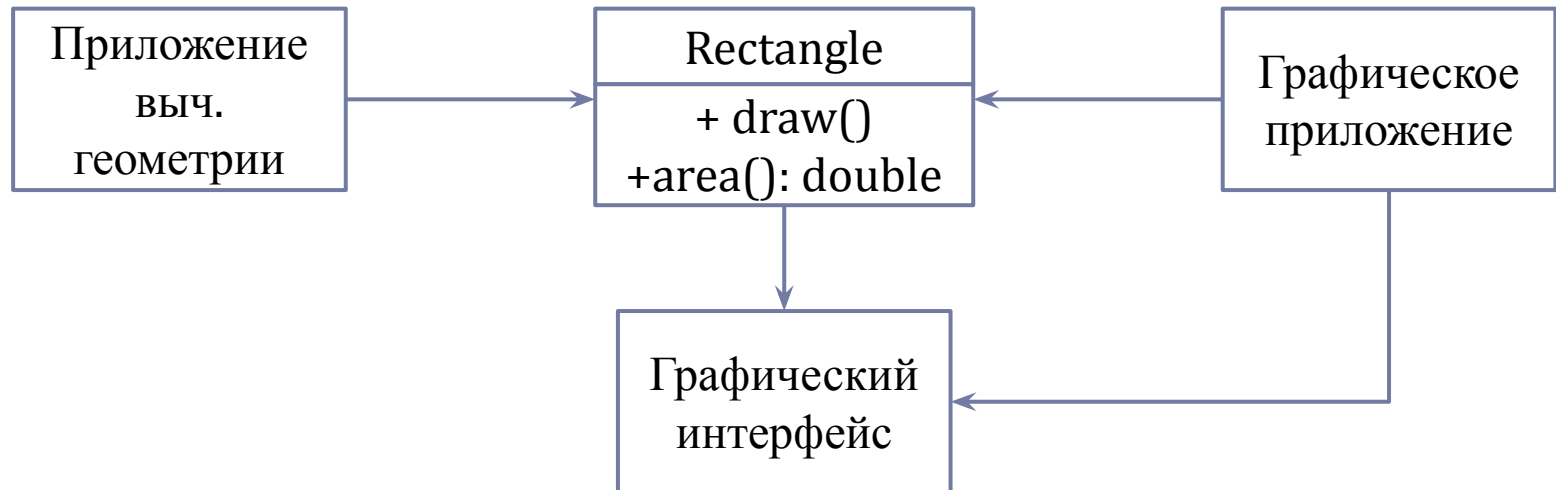 Приложение
выч.
геометрии
Rectangle
+ draw()
+area(): double
Графическое
приложение
Графический
интерфейс